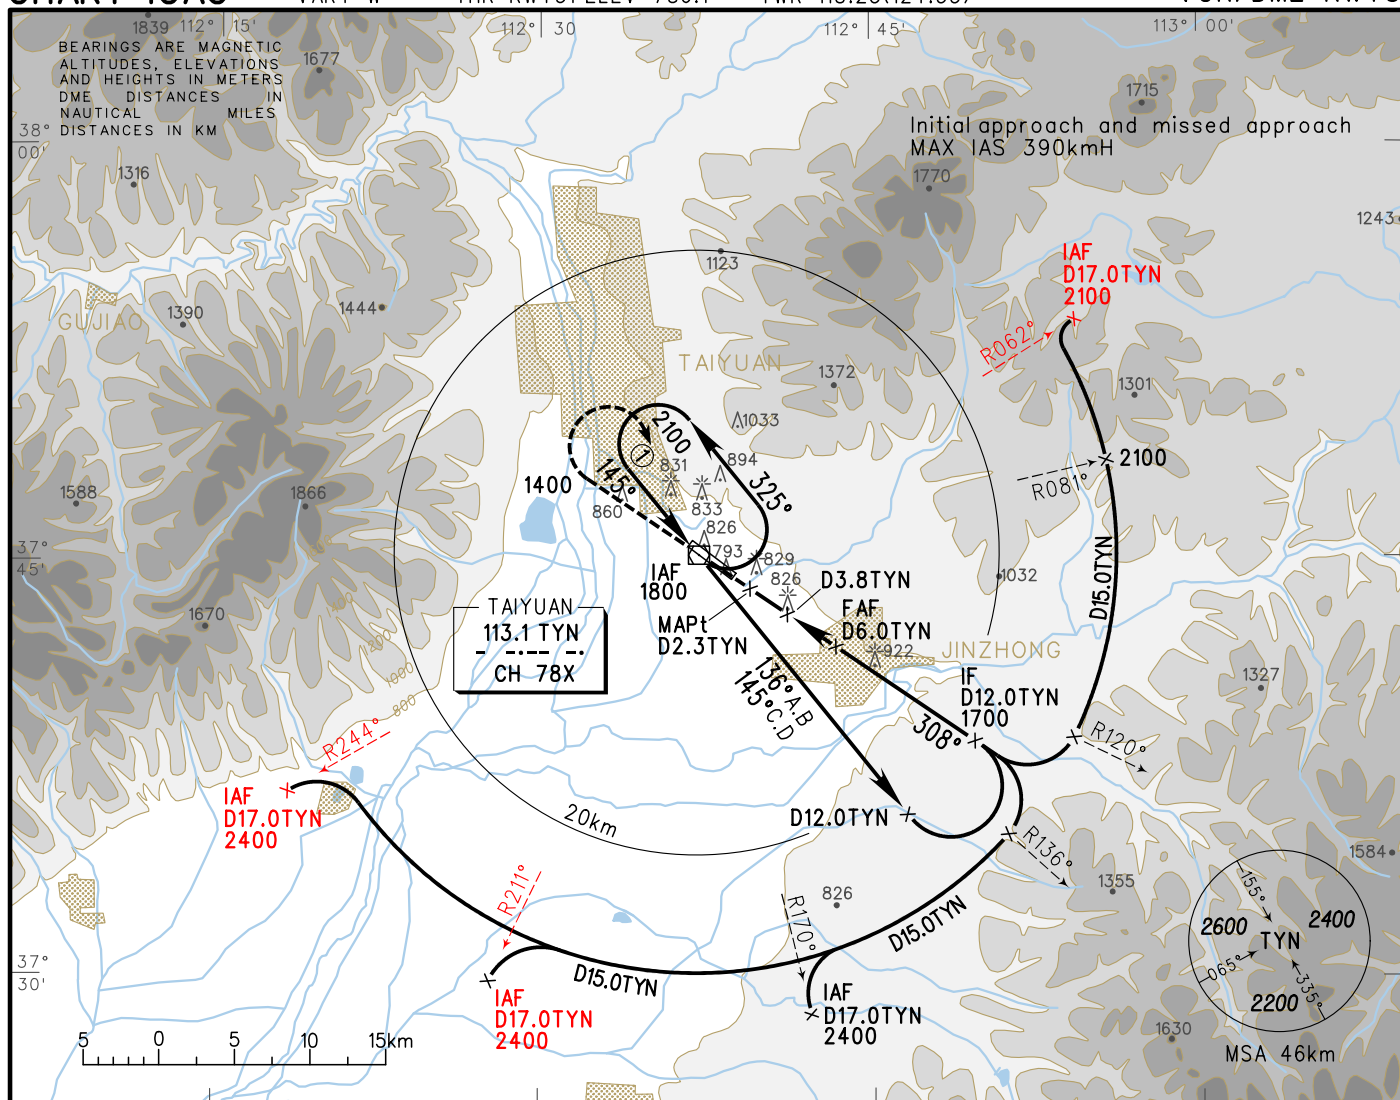 1839
112° 15'
112° 30
112° 45'
113° 00'
BEARINGS ARE MAGNETIC
ALTITUDES, ELEVATIONS
AND HEIGHTS IN METERS
DME DISTANCES IN
NAUTICAL MILES
DISTANCES IN KM
1677
1715
Initial approach and missed approach
MAX IAS 390kmH
38°
00'
1316
1770
1243
1123
IAF
D17.0TYN
2100
1444
1390
GUJIAO
R062°
TAIYUAN
1372
1301
1033
2100
1
145°
325°
831
894
2100
R081°
1400
860
833
1588
1866
826
793
829
37°
45'
IAF
1800
826
D3.8TYN
1032
D15.0TYN
TAIYUAN
113.1 TYN
CH 78X
MAPt
D2.3TYN
FAF
D6.0TYN
922
JINZHONG
1670
1200
1000
800
136°A.B
145°C.D
IF
D12.0TYN
1700
1327
308°
R244°
R120°
IAF
D17.0TYN
2400
20km
D12.0TYN
R136°
1584
1355
R211°
826
R170°
D15.0TYN
155°
2600
2400
TYN
065°
335°
2200
MSA 46km
37°
30'
D15.0TYN
IAF
D17.0TYN
2400
IAF
D17.0TYN
2400
1630
5 0 5 10 15km